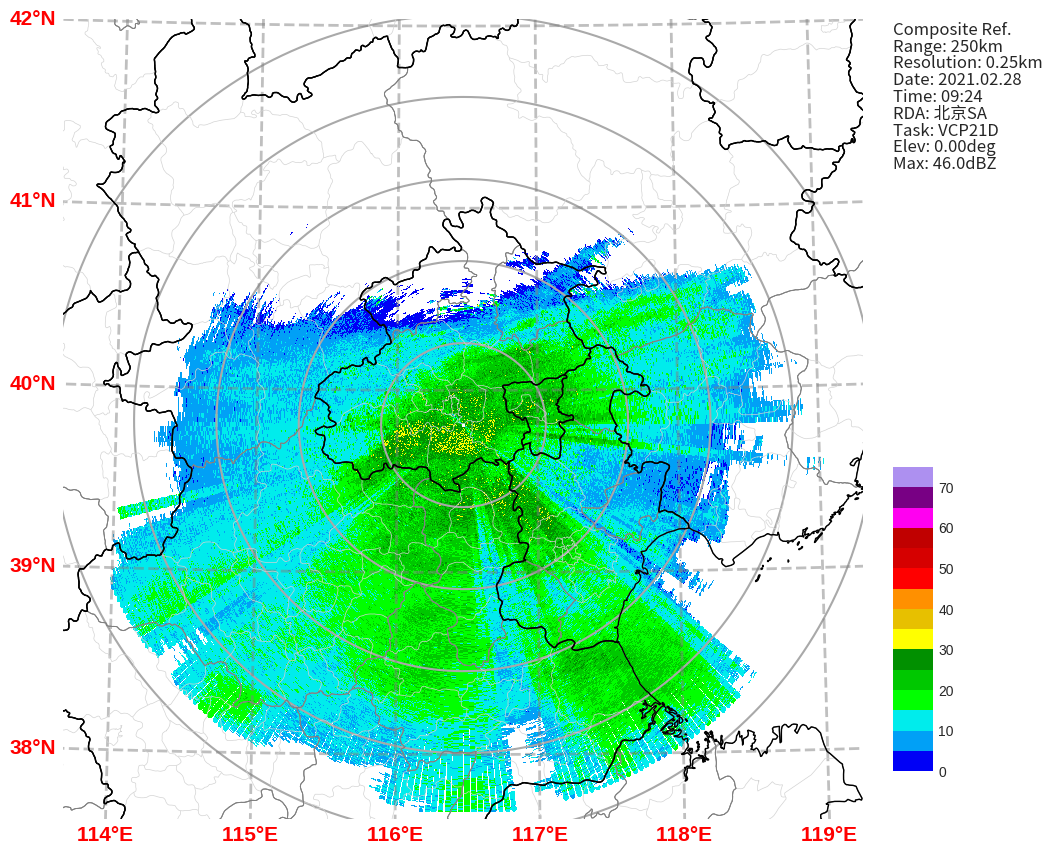 42°N
41°N
40°N
39°N
38°N
114°E
115°E
116°E
117°E
118°E
119°E
Composite Ref.
Range: 250km
Resolution: 0.25km
Date: 2021.02.28
Time: 09:24
RDA: 北京SA
Task: VCP21D
Elev: 0.00deg
Max: 46.0dBZ
70
60
50
40
30
20
10
0